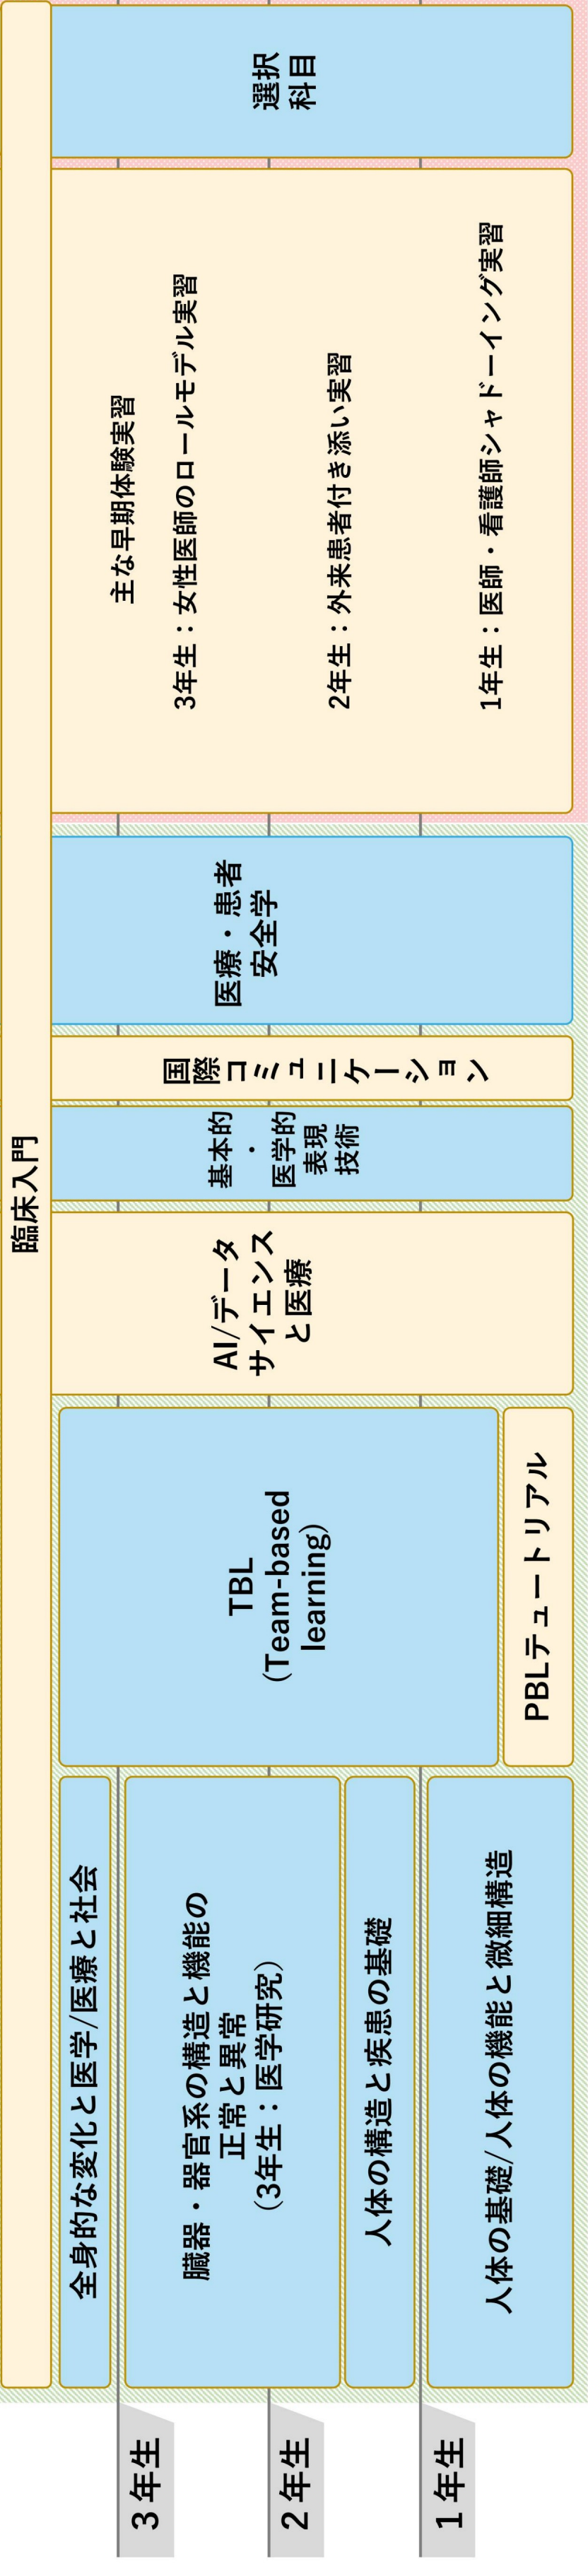 臨床入門
3年生
2年生
1年生
全身的な変化と医学/医療と社会
臓器・器官系の構造と機能の
正常と異常
（3年生：医学研究）
人体の構造と疾患の基礎
人体の基礎/人体の機能と微細構造
TBL
（Team-based
learning）
PBLテュートリアル
AI/データ
サイエンス
と医療
基本的
・
医学的
表現
技術
国際コミュニケーション
医療・患者
安全学
主な早期体験実習
3年生：女性医師のロールモデル実習
2年生：外来患者付き添い実習
1年生：医師・看護師シャドーイング実習
選択
科目